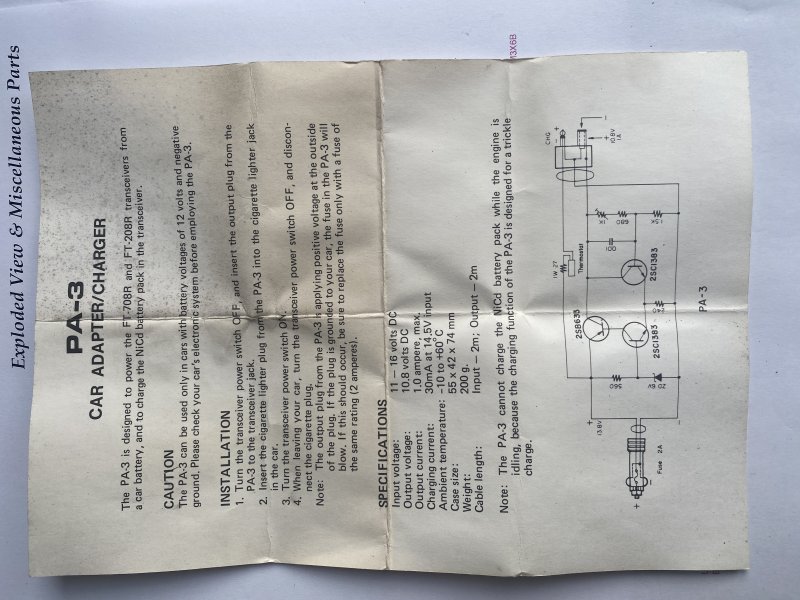 Exploded View & Miscellaneous Parts
M3X6B
PA-3
CAR ADAPTER/CHARGER
The PA-3 is designed to power the FT-708R and FT-208R transceivers from
a car battery, and to charge the NiCd battery pack in the transceiver.
CAUTION
The PA-3 can be used only in cars with battery voltages of 12 volts and negative
ground. Please check your car's electronic system before employing the PA-3.
INSTALLATION
1. Turn the transceiver power switch OFF, and insert the output plug from the
PA-3 to the transceiver jack.
2. Insert the cigarette lighter plug from the PA-3 into the cigarette lighter jack
in the car.
3. Turn the transceiver power switch ON.
4. When leaving your car, turn the transceiver power switch OFF, and discon-
nect the cigarette plug.
Note: The output plug from the PA-3 is applying positive voltage at the outside
of the plug. If the plug is grounded to your car, the fuse in the PA-3 will
blow. If this should occur, be sure to replace the fuse only with a fuse of
the same rating (2 amperes).
SPECIFICATIONS
Input voltage: 11 – 16 volts DC
Output voltage: 10.8 volts DC
Output current: 1.0 ampere, max.
Charging current: 30mA at 14.5V input
Ambient temperature: –10 to +60°C
Case size: 55 x 42 x 74 mm
Weight: 200 g.
Cable length: Input – 2m; Output – 2m
Note: The PA-3 cannot charge the NiCd battery pack while the engine is
idling, because the charging function of the PA-3 is designed for a trickle
charge.
CHG
+
–
+
10.8V
1A
1W 27
Thermostat
1K
680
1.5K
100
2SC1383
2SB633
2SC1383
560
ZD 6V
+
13.8V
–
Fuse 2A
+
–
PA-3